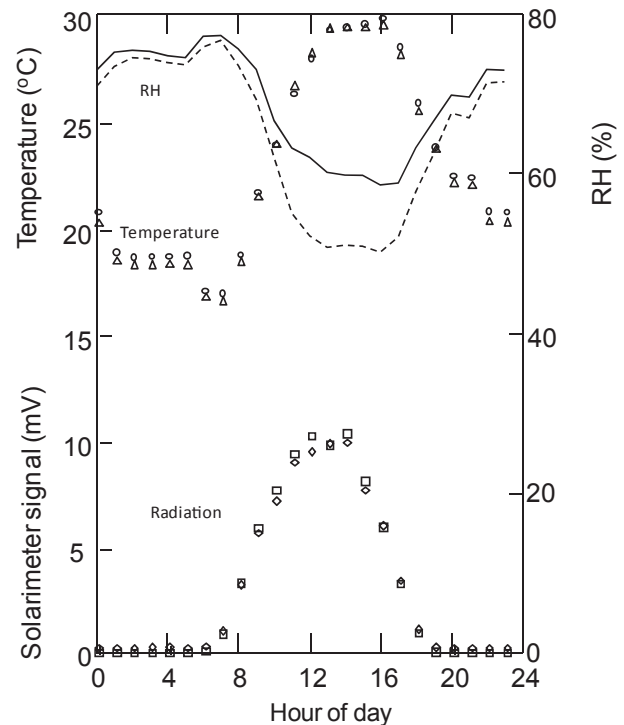 30
25
20
15
10
5
0
Temperature (°C)
Solarimeter signal (mV)
RH
Temperature
Radiation
80
60
40
20
0
RH (%)
0 4 8 12 16 20 24
Hour of day